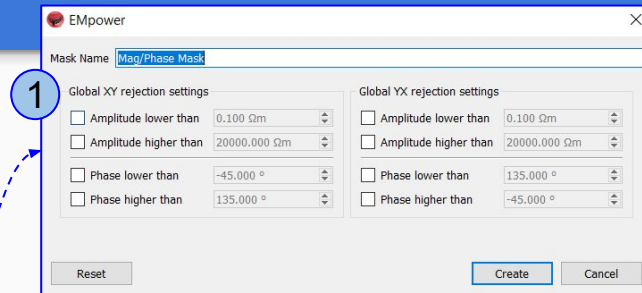 EMpower
Mask Name Mag/Phase Mask
1
Global XY rejection settings
Amplitude lower than 0.100 Ωm
Amplitude higher than 20000.000 Ωm
Phase lower than -45.000 °
Phase higher than 135.000 °
Global YX rejection settings
Amplitude lower than 0.100 Ωm
Amplitude higher than 20000.000 Ωm
Phase lower than 135.000 °
Phase higher than -45.000 °
Reset Create Cancel